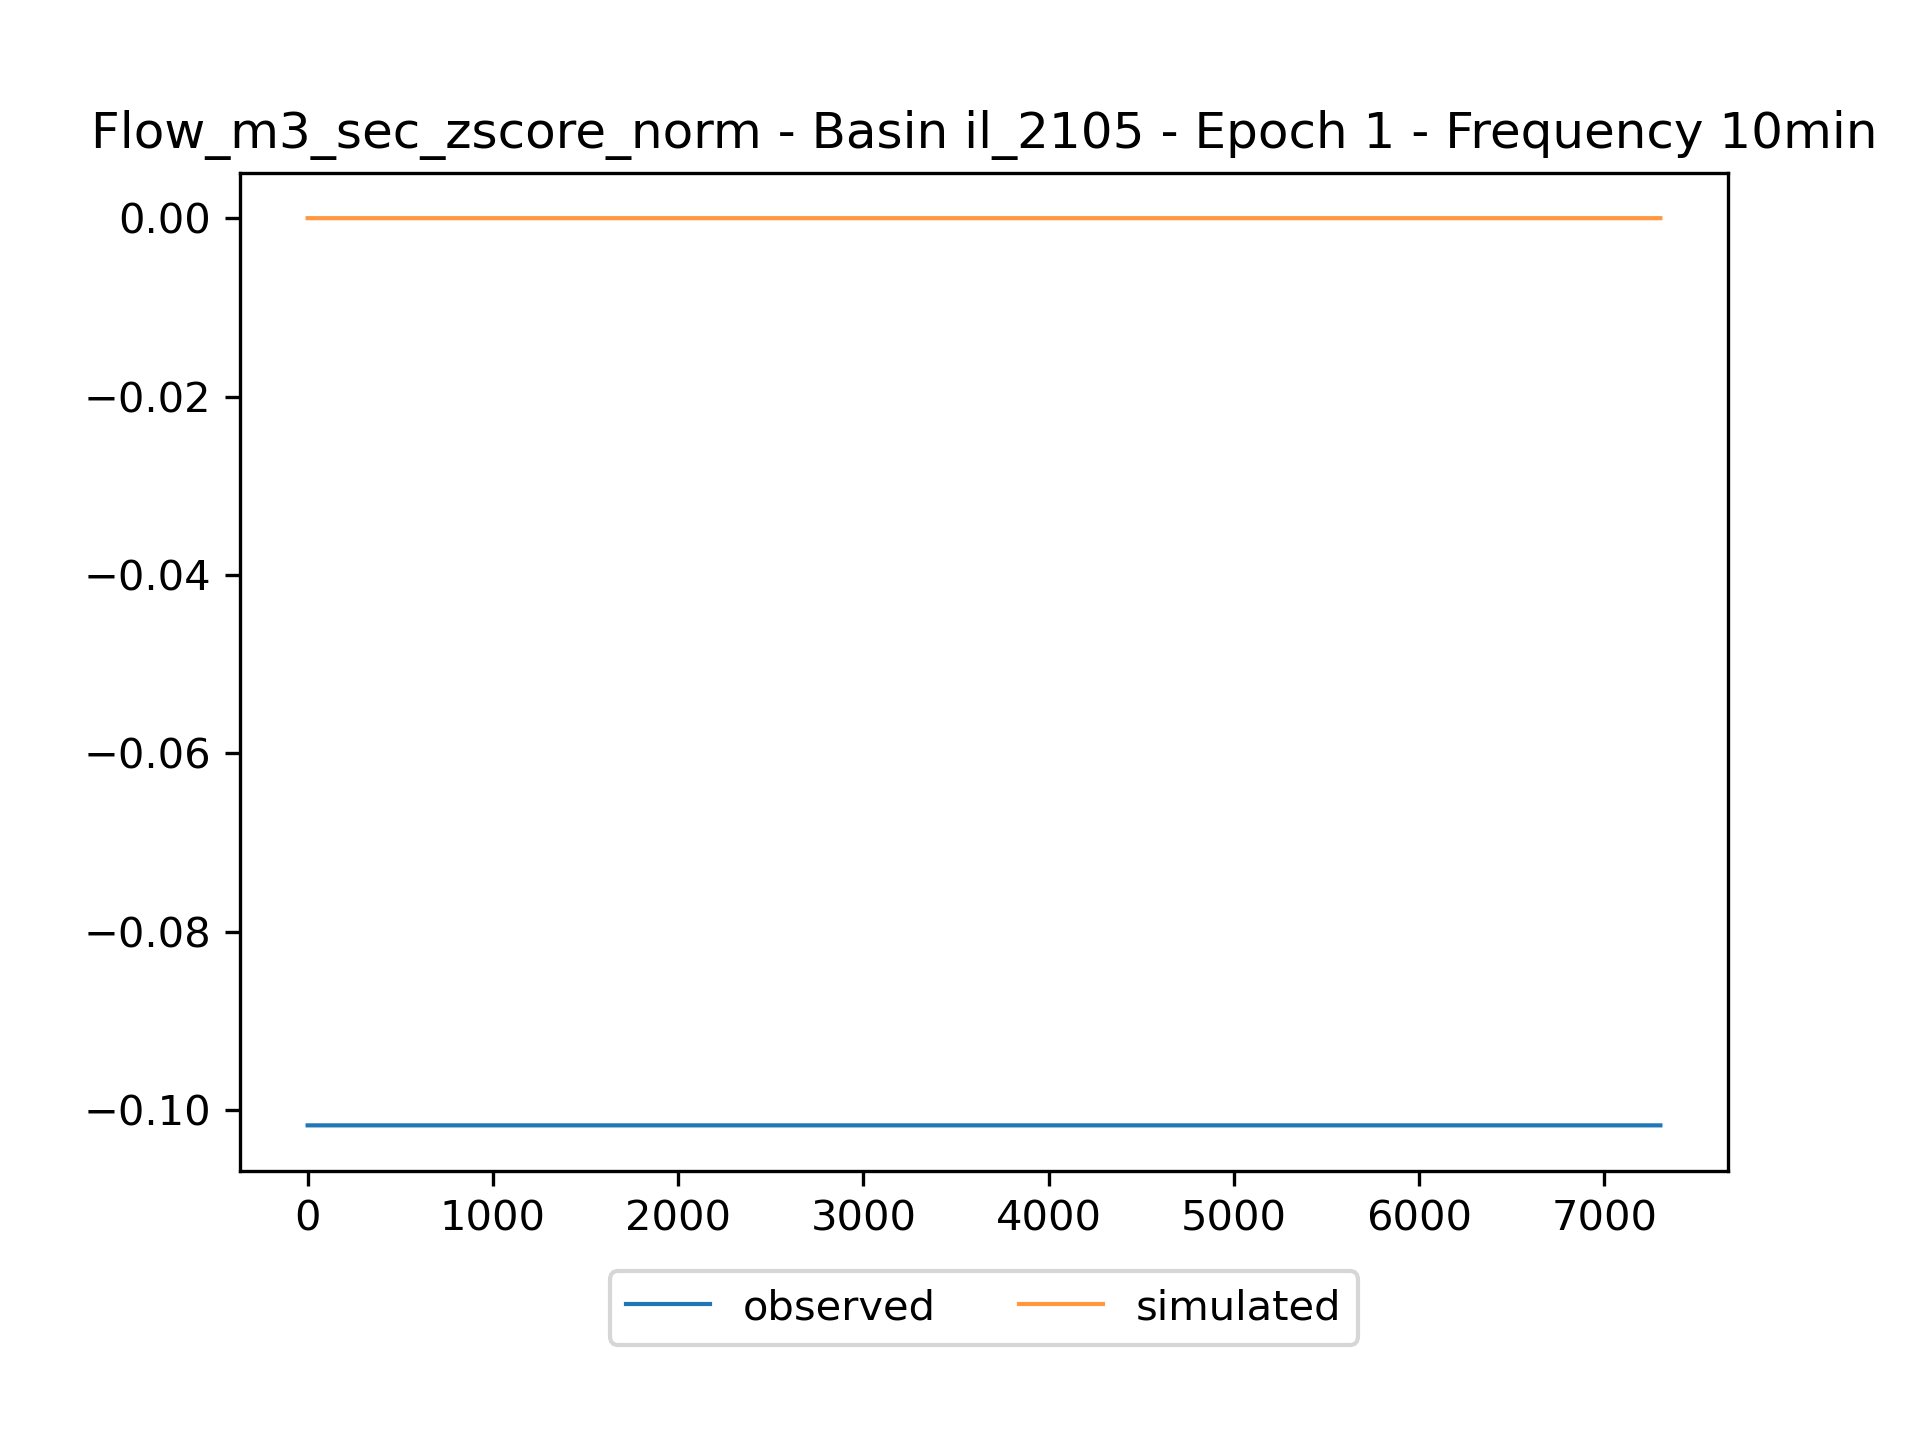 Flow_m3_sec_zscore_norm - Basin il_2105 - Epoch 1 - Frequency 10min
0.00
−0.02
−0.04
−0.06
−0.08
−0.10
0 1000 2000 3000 4000 5000 6000 7000
observed simulated